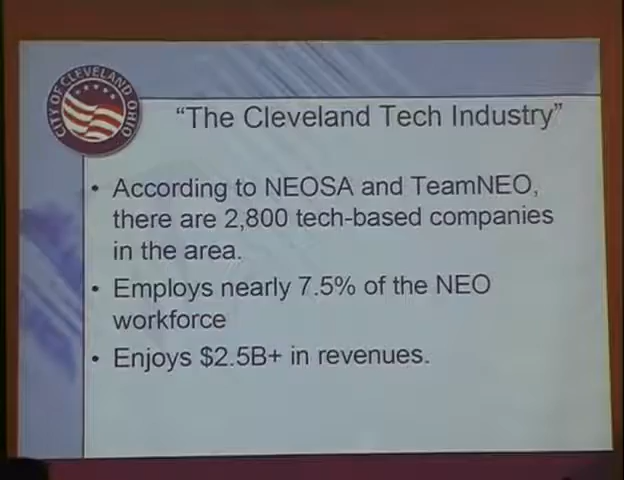 CITY OF CLEVELAND OHIO
“The Cleveland Tech Industry”
• According to NEOSA and TeamNEO,
there are 2,800 tech-based companies
in the area.
• Employs nearly 7.5% of the NEO
workforce
• Enjoys $2.5B+ in revenues.